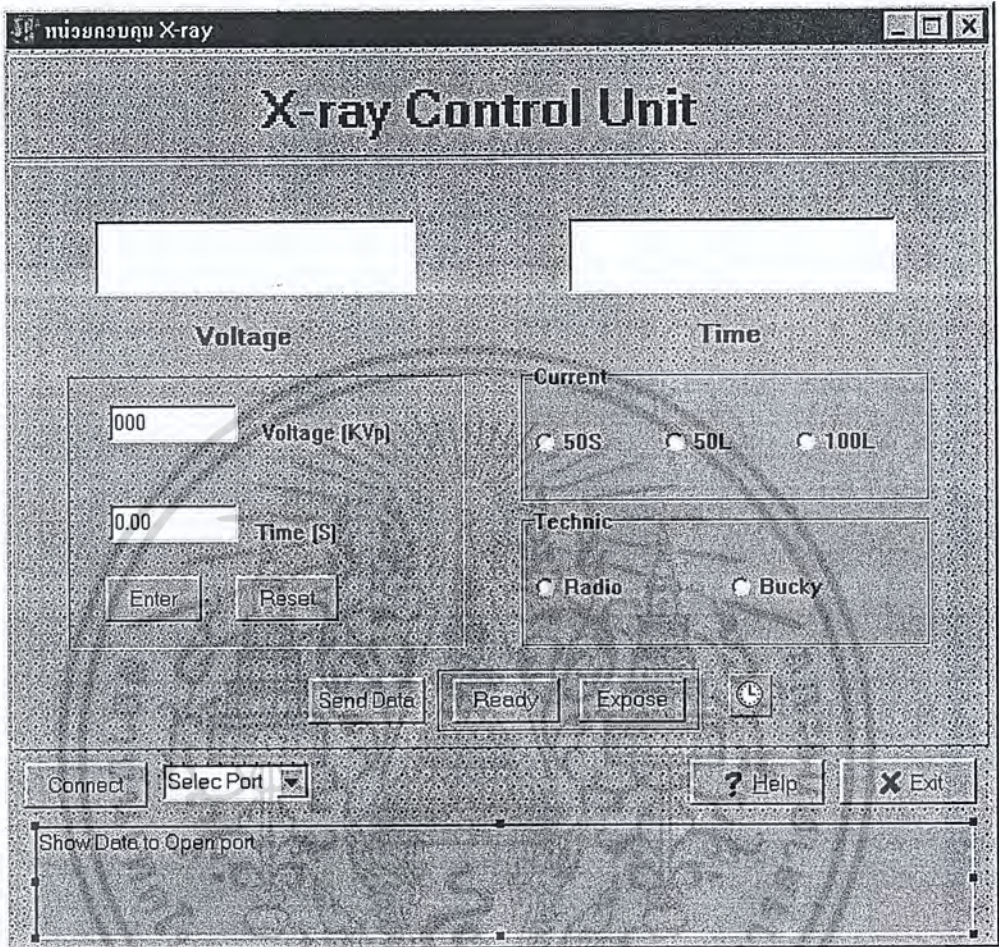 หน่วยควบคุม X-ray
X-ray Control Unit
Voltage
Time
000
Voltage [KVp]
0.00
Time [S].
Enter
Reset
Current
50S
50L
100L
Technic
Radio
Bucky
Send Data
Ready
Expose
Connect
Selec Port
? Help
Exit
Show Data to Open port